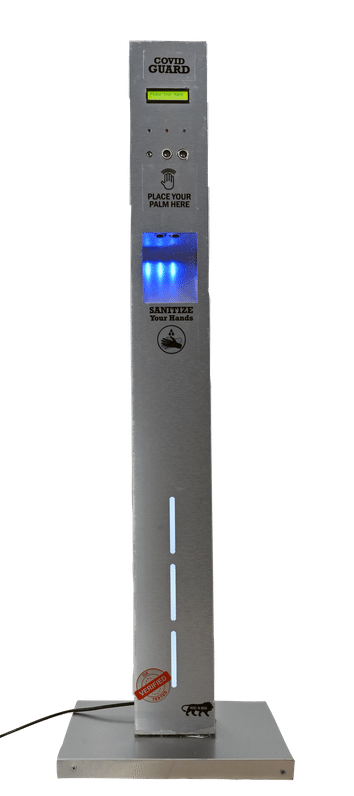 COVID
GUARD
PLACE YOUR
PALM HERE
SANITIZE
Your Hands
VERIFIED